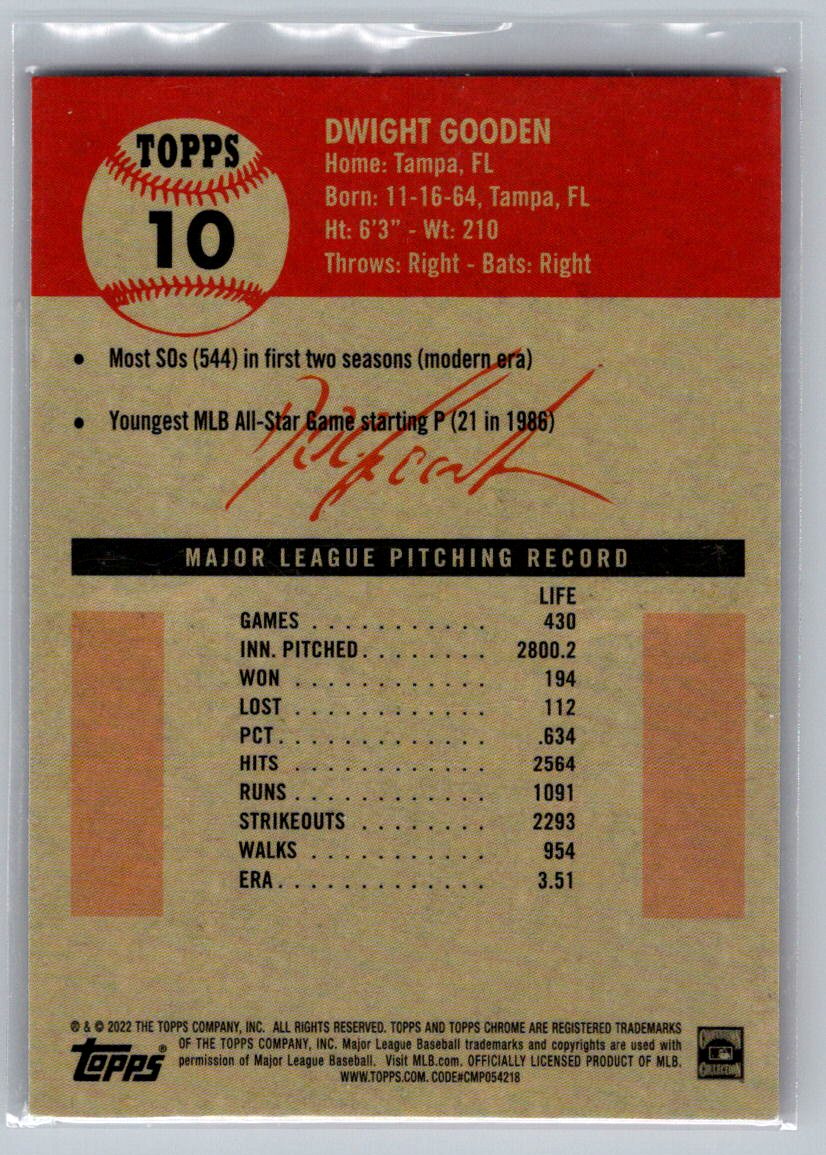 TOPPS
10
DWIGHT GOODEN
Home: Tampa, FL
Born: 11-16-64, Tampa, FL
Ht: 6'3" - Wt: 210
Throws: Right - Bats: Right
• Most SOs (544) in first two seasons (modern era)
• Youngest MLB All-Star Game starting P (21 in 1986)
Doc Gooden
MAJOR LEAGUE PITCHING RECORD
LIFE
GAMES . . . . . . . . . . . 430
INN. PITCHED. . . . . . . . 2800.2
WON . . . . . . . . . . . . 194
LOST . . . . . . . . . . . . 112
PCT. . . . . . . . . . . . . .634
HITS . . . . . . . . . . . . 2564
RUNS . . . . . . . . . . . . 1091
STRIKEOUTS . . . . . . . . 2293
WALKS . . . . . . . . . . . 954
ERA. . . . . . . . . . . . . 3.51
® & © 2022 THE TOPPS COMPANY, INC. ALL RIGHTS RESERVED. TOPPS AND TOPPS CHROME ARE REGISTERED TRADEMARKS
OF THE TOPPS COMPANY, INC. Major League Baseball trademarks and copyrights are used with
permission of Major League Baseball. Visit MLB.com. OFFICIALLY LICENSED PRODUCT OF MLB.
WWW.TOPPS.COM. CODE#CMP054218
Topps®
COOPERSTOWN
COLLECTION